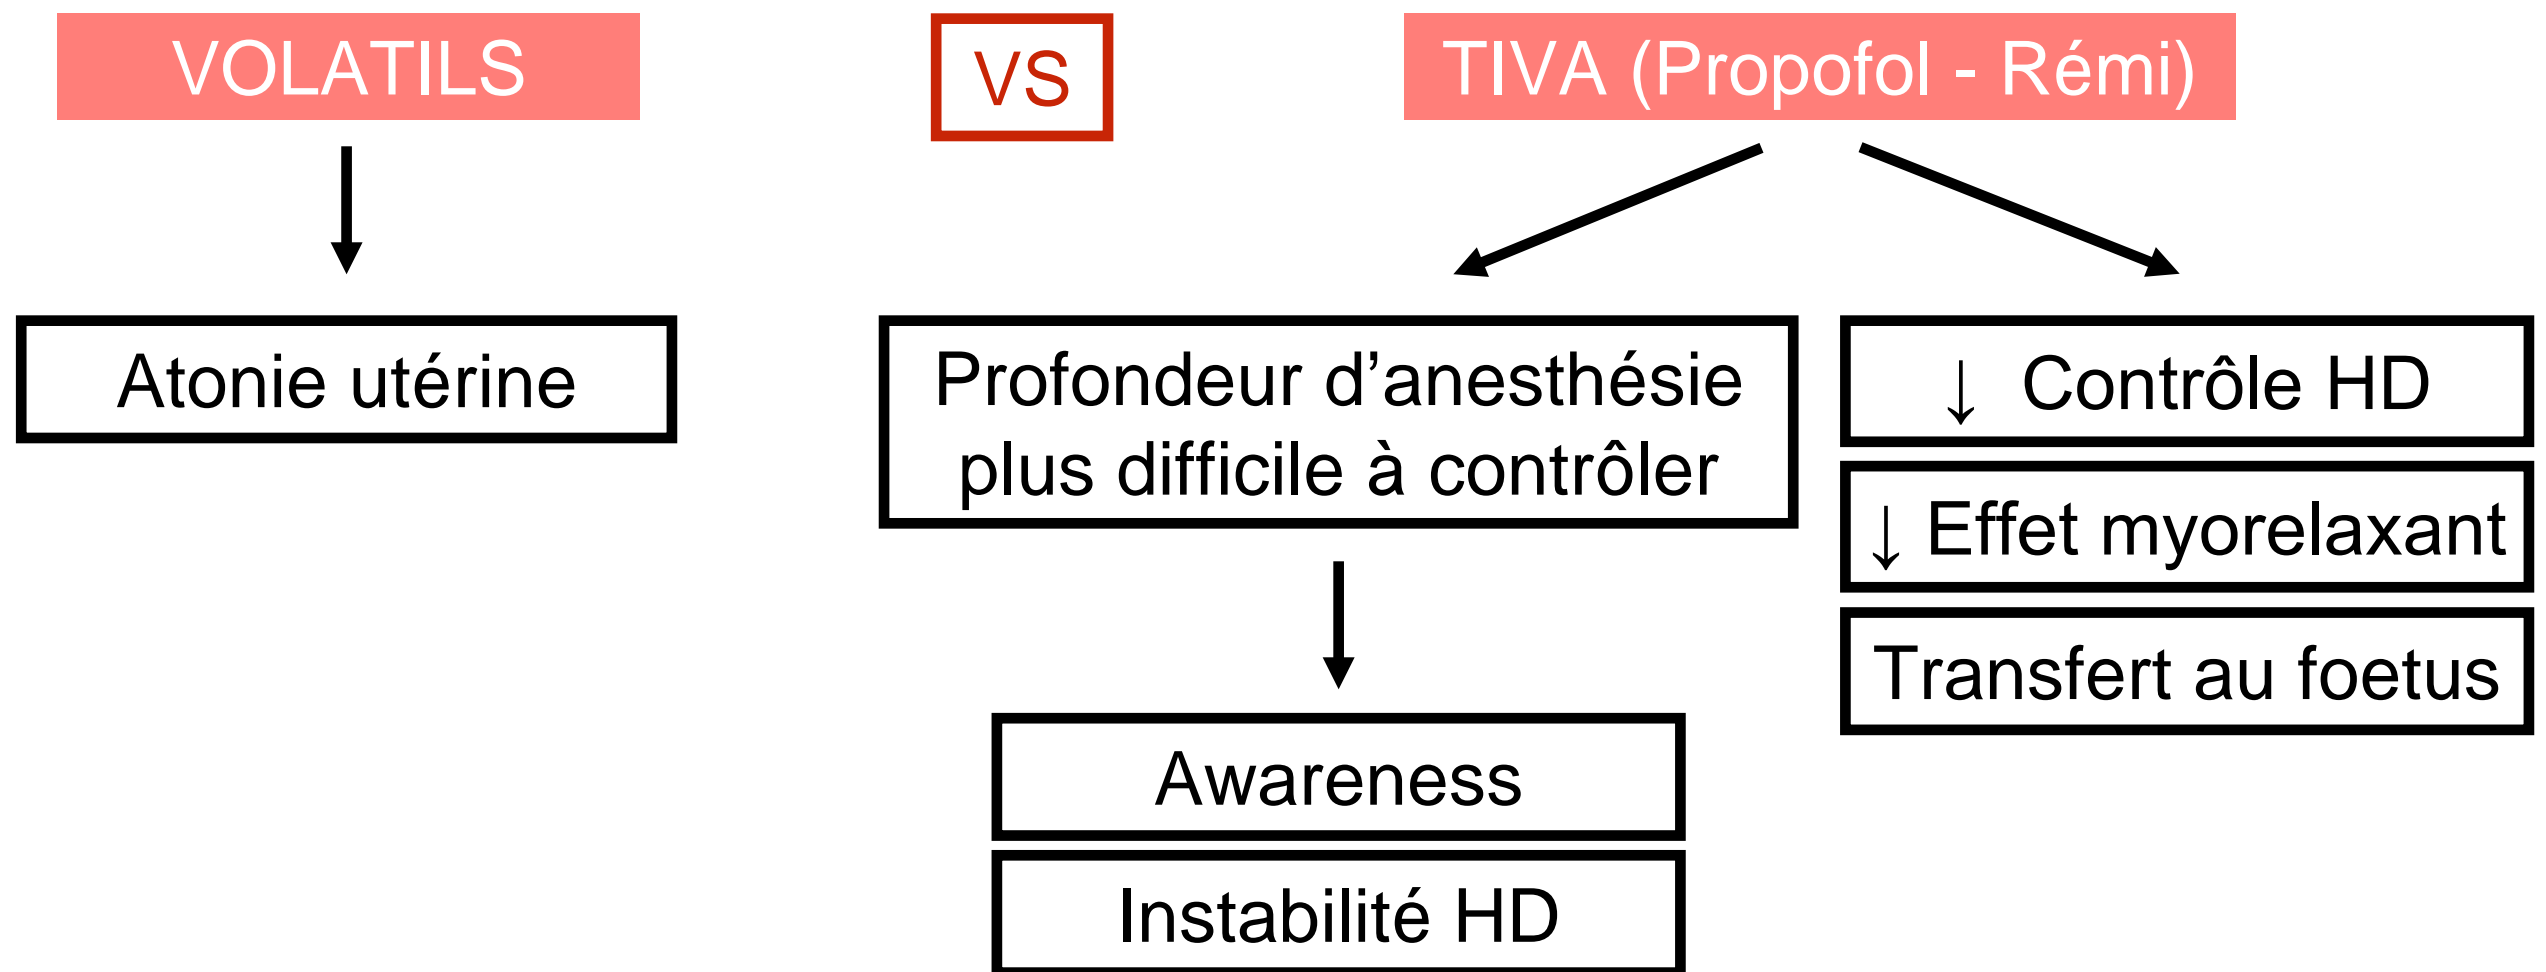 VOLATILS
VS
TIVA (Propofol - Rémi)
Atonie utérine
Profondeur d’anesthésie
plus difficile à contrôler
Awareness
Instabilité HD
↓ Contrôle HD
↓ Effet myorelaxant
Transfert au foetus